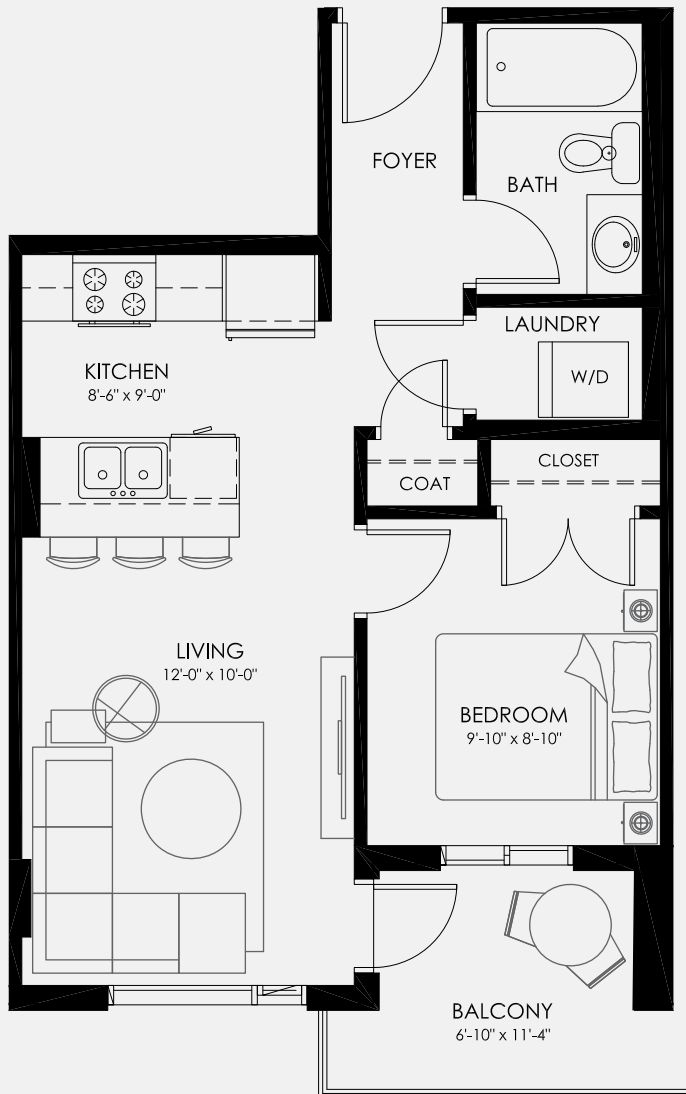 FOYER
BATH
LAUNDRY
W/D
KITCHEN
8'-6" x 9'-0"
CLOSET
COAT
LIVING
12'-0" x 10'-0"
BEDROOM
9'-10" x 8'-10"
BALCONY
6'-10" x 11'-4"